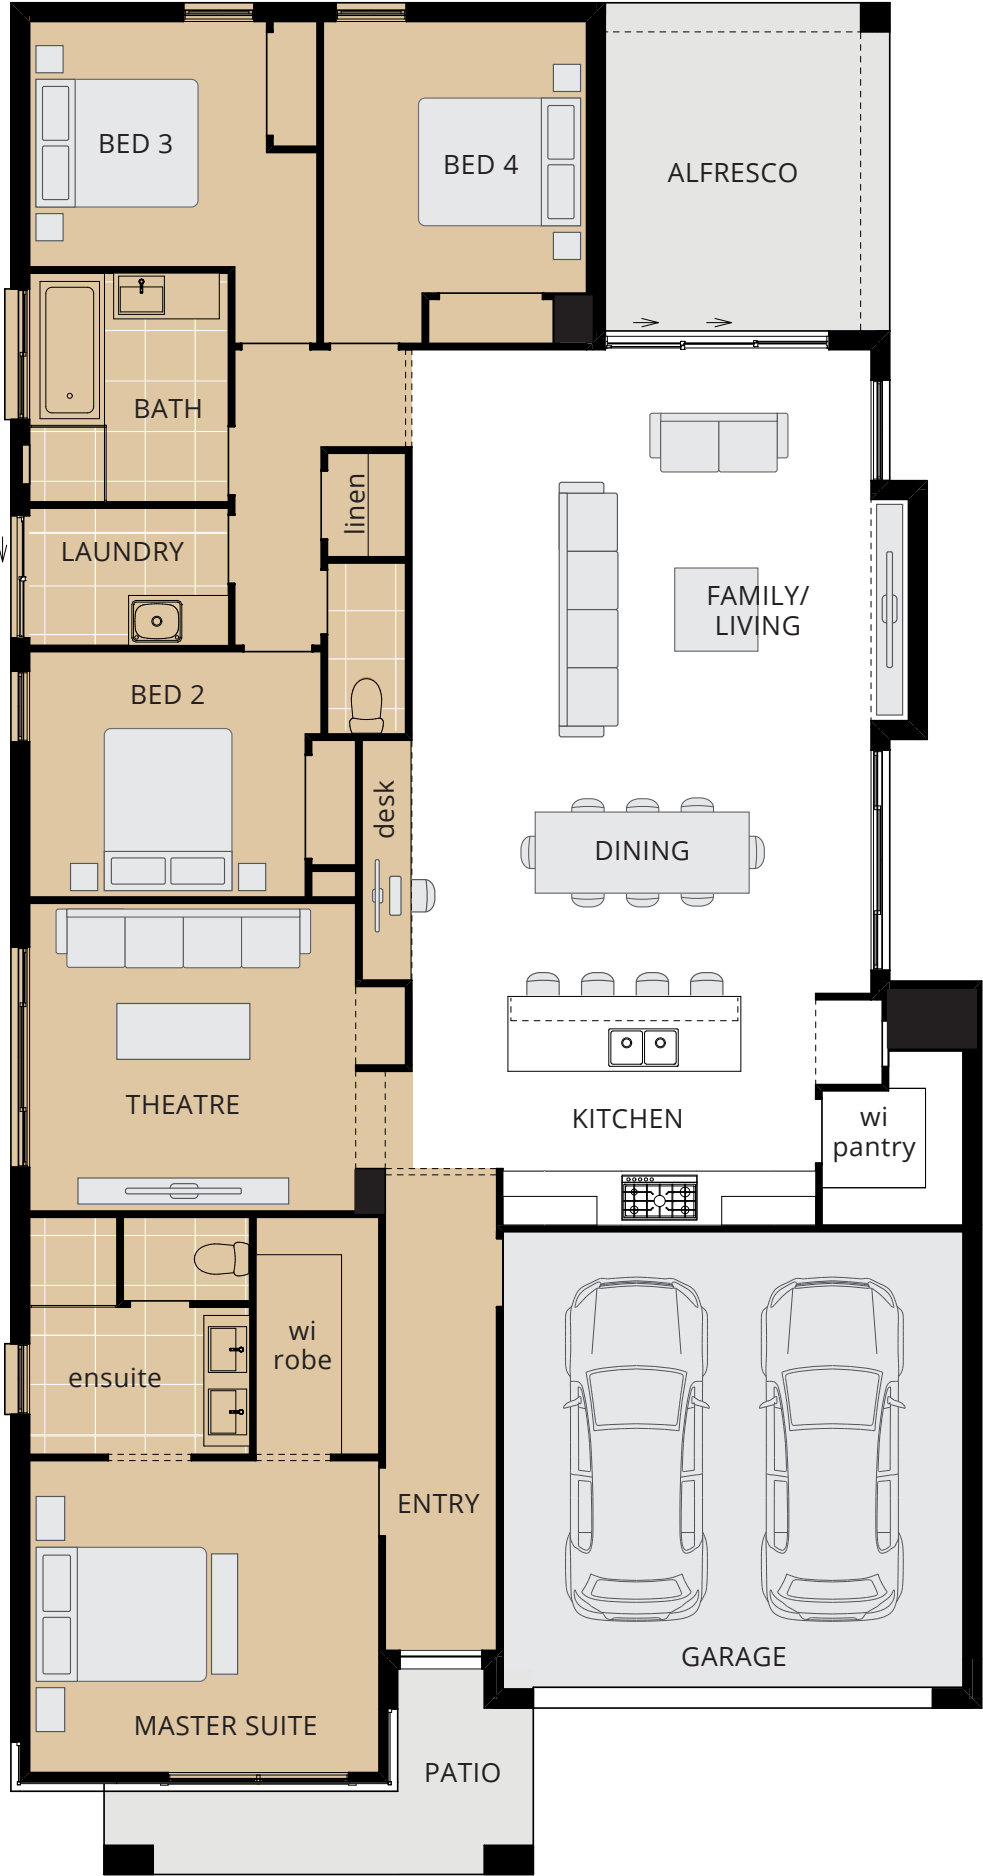 BED 3
BED 4
ALFRESCO
BATH
linen
LAUNDRY
FAMILY/
LIVING
BED 2
desk
DINING
THEATRE
KITCHEN
wi
pantry
wi
robe
ensuite
ENTRY
GARAGE
MASTER SUITE
PATIO